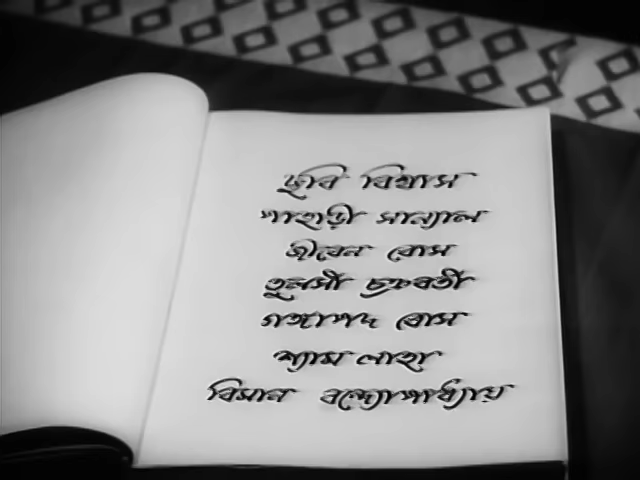 ছবি বিশ্বাস
পাহাড়ী সান্যাল
জীবেন বোস
তুলসী চক্রবর্তী
গঙ্গাপদ বোস
শ্যাম লাহা
বিমান বন্দ্যোপাধ্যায়